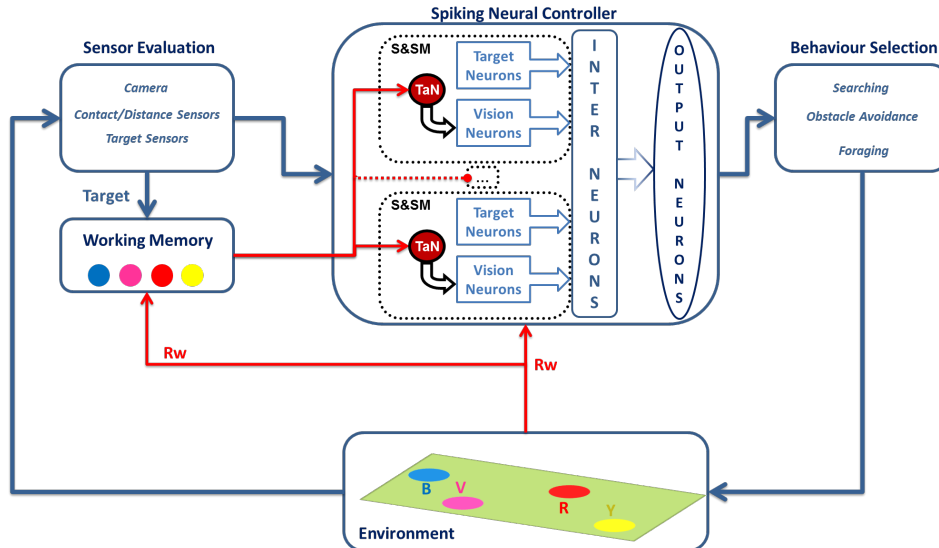 Spiking Neural Controller
Sensor Evaluation
Behaviour Selection
Camera
Contact/Distance Sensors
Target Sensors
Target
Working Memory
S&SM
TaN
Target
Neurons
Vision
Neurons
...
S&SM
TaN
Target
Neurons
Vision
Neurons
INTER NEURONS
OUTPUT NEURONS
Searching
Obstacle Avoidance
Foraging
Rw
Rw
B
V
R
Y
Environment